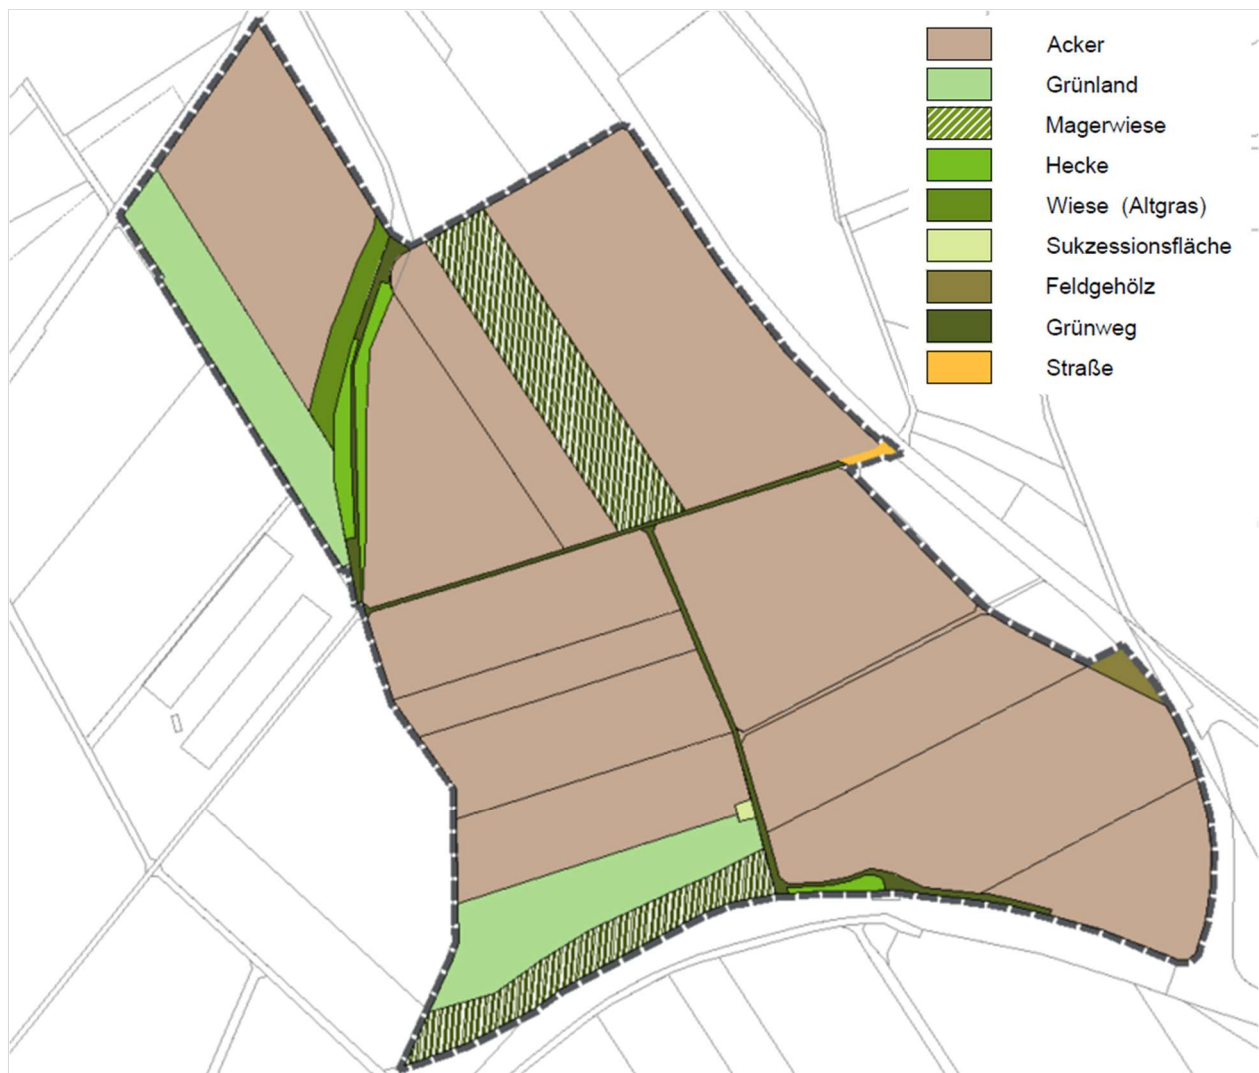 Acker
Grünland
Magerwiese
Hecke
Wiese (Altgras)
Sukzessionsfläche
Feldgehölz
Grünweg
Straße